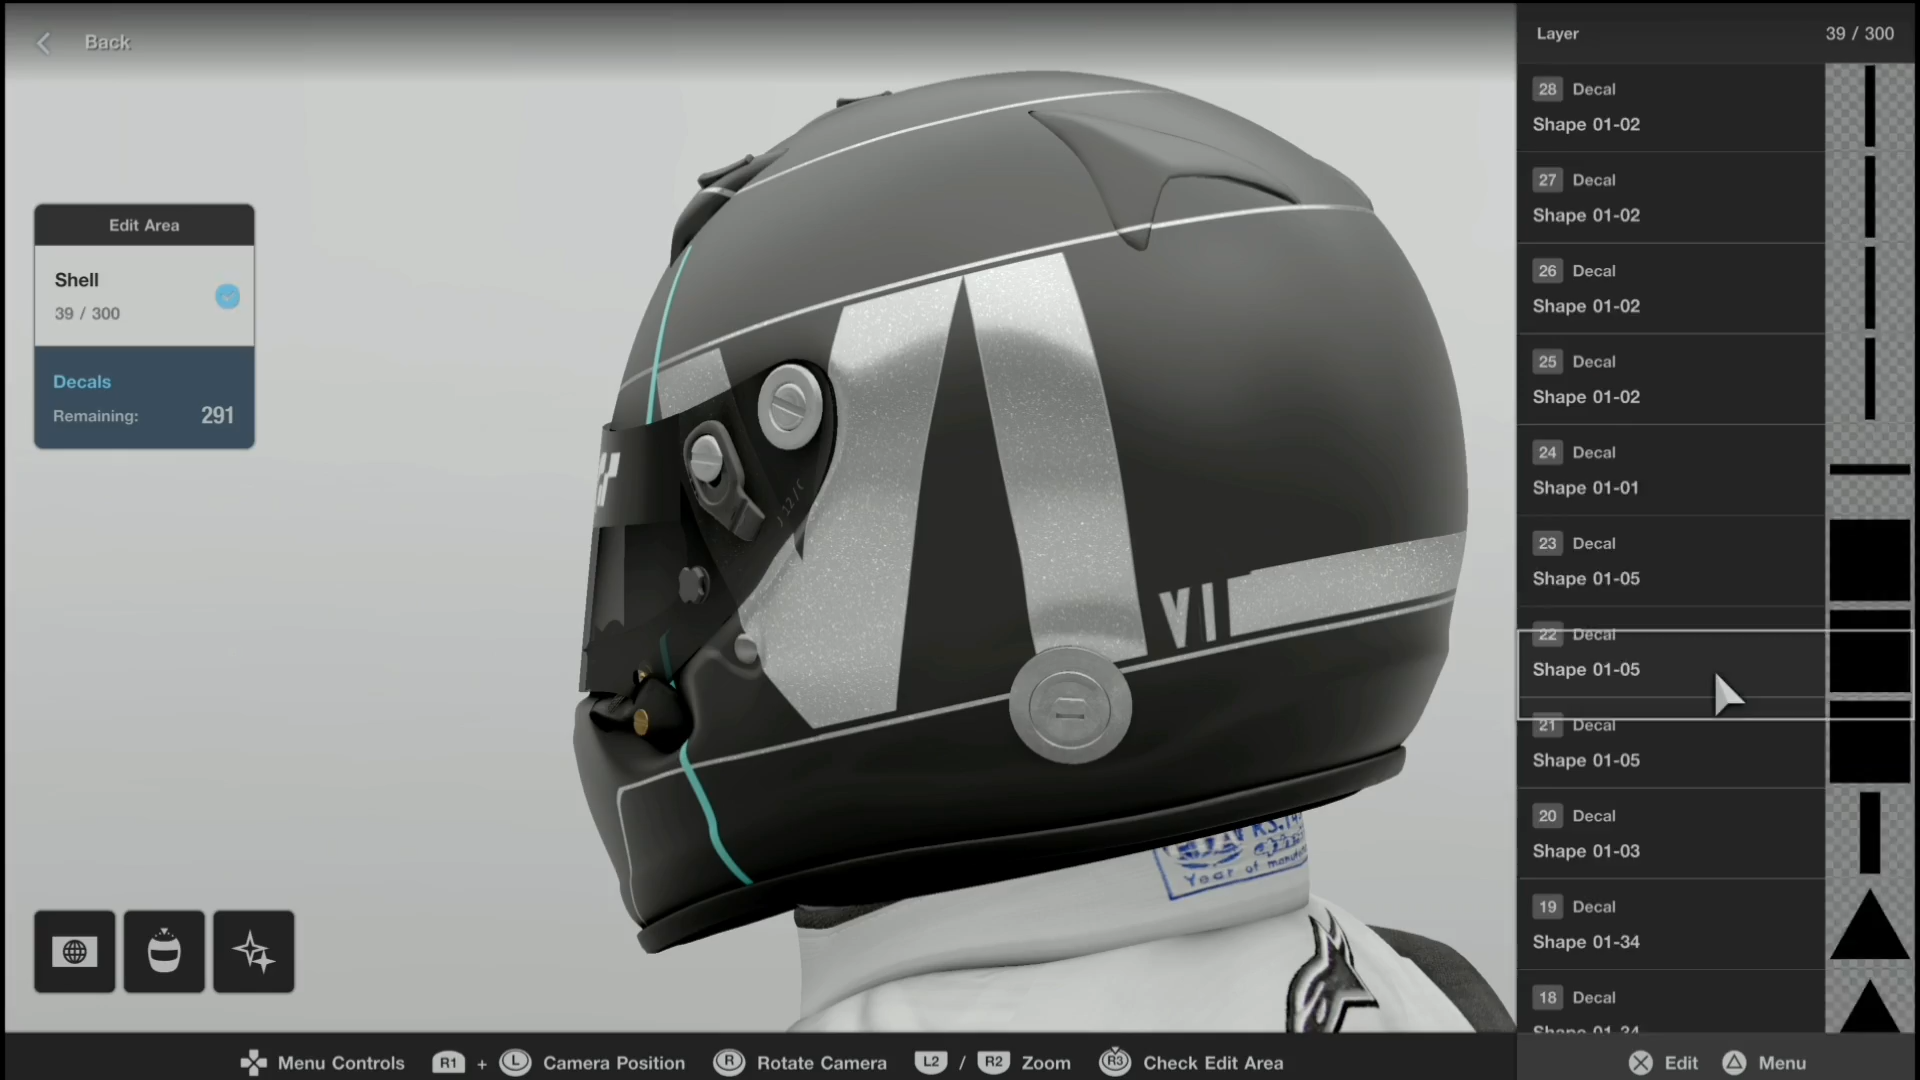 Back
Edit Area
Shell
39 / 300
Decals
Remaining: 291
VI
Year of
Layer 39 / 300
28 Decal
Shape 01-02
27 Decal
Shape 01-02
26 Decal
Shape 01-02
25 Decal
Shape 01-02
24 Decal
Shape 01-01
23 Decal
Shape 01-05
22 Decal
Shape 01-05
21 Decal
Shape 01-05
20 Decal
Shape 01-03
19 Decal
Shape 01-34
18 Decal
Shape 01-34
Menu Controls R1 + L Camera Position R Rotate Camera L2 / R2 Zoom R3 Check Edit Area
Edit Menu